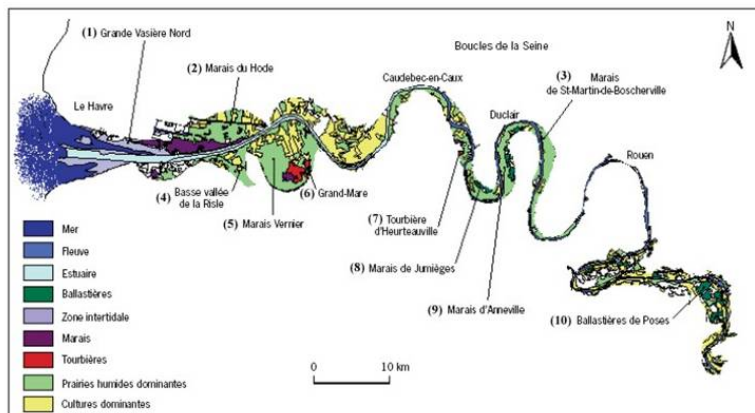 (1) Grande Vasière Nord
Boucles de la Seine
N
(2) Marais du Hode
Caudebec-en-Caux
(3) Marais
de St-Martin-de-Boscherville
Le Havre
Duclair
Rouen
(4) Basse vallée
de la Risle
(6) Grand-Mare
(5) Marais Vernier
(7) Tourbière
d'Heurteauville
(8) Marais de Jumièges
(9) Marais d'Anneville
(10) Ballastières de Poses
Mer
Fleuve
Estuaire
Ballastières
Zone intertidale
Marais
Tourbières
Prairies humides dominantes
Cultures dominantes
0 10 km